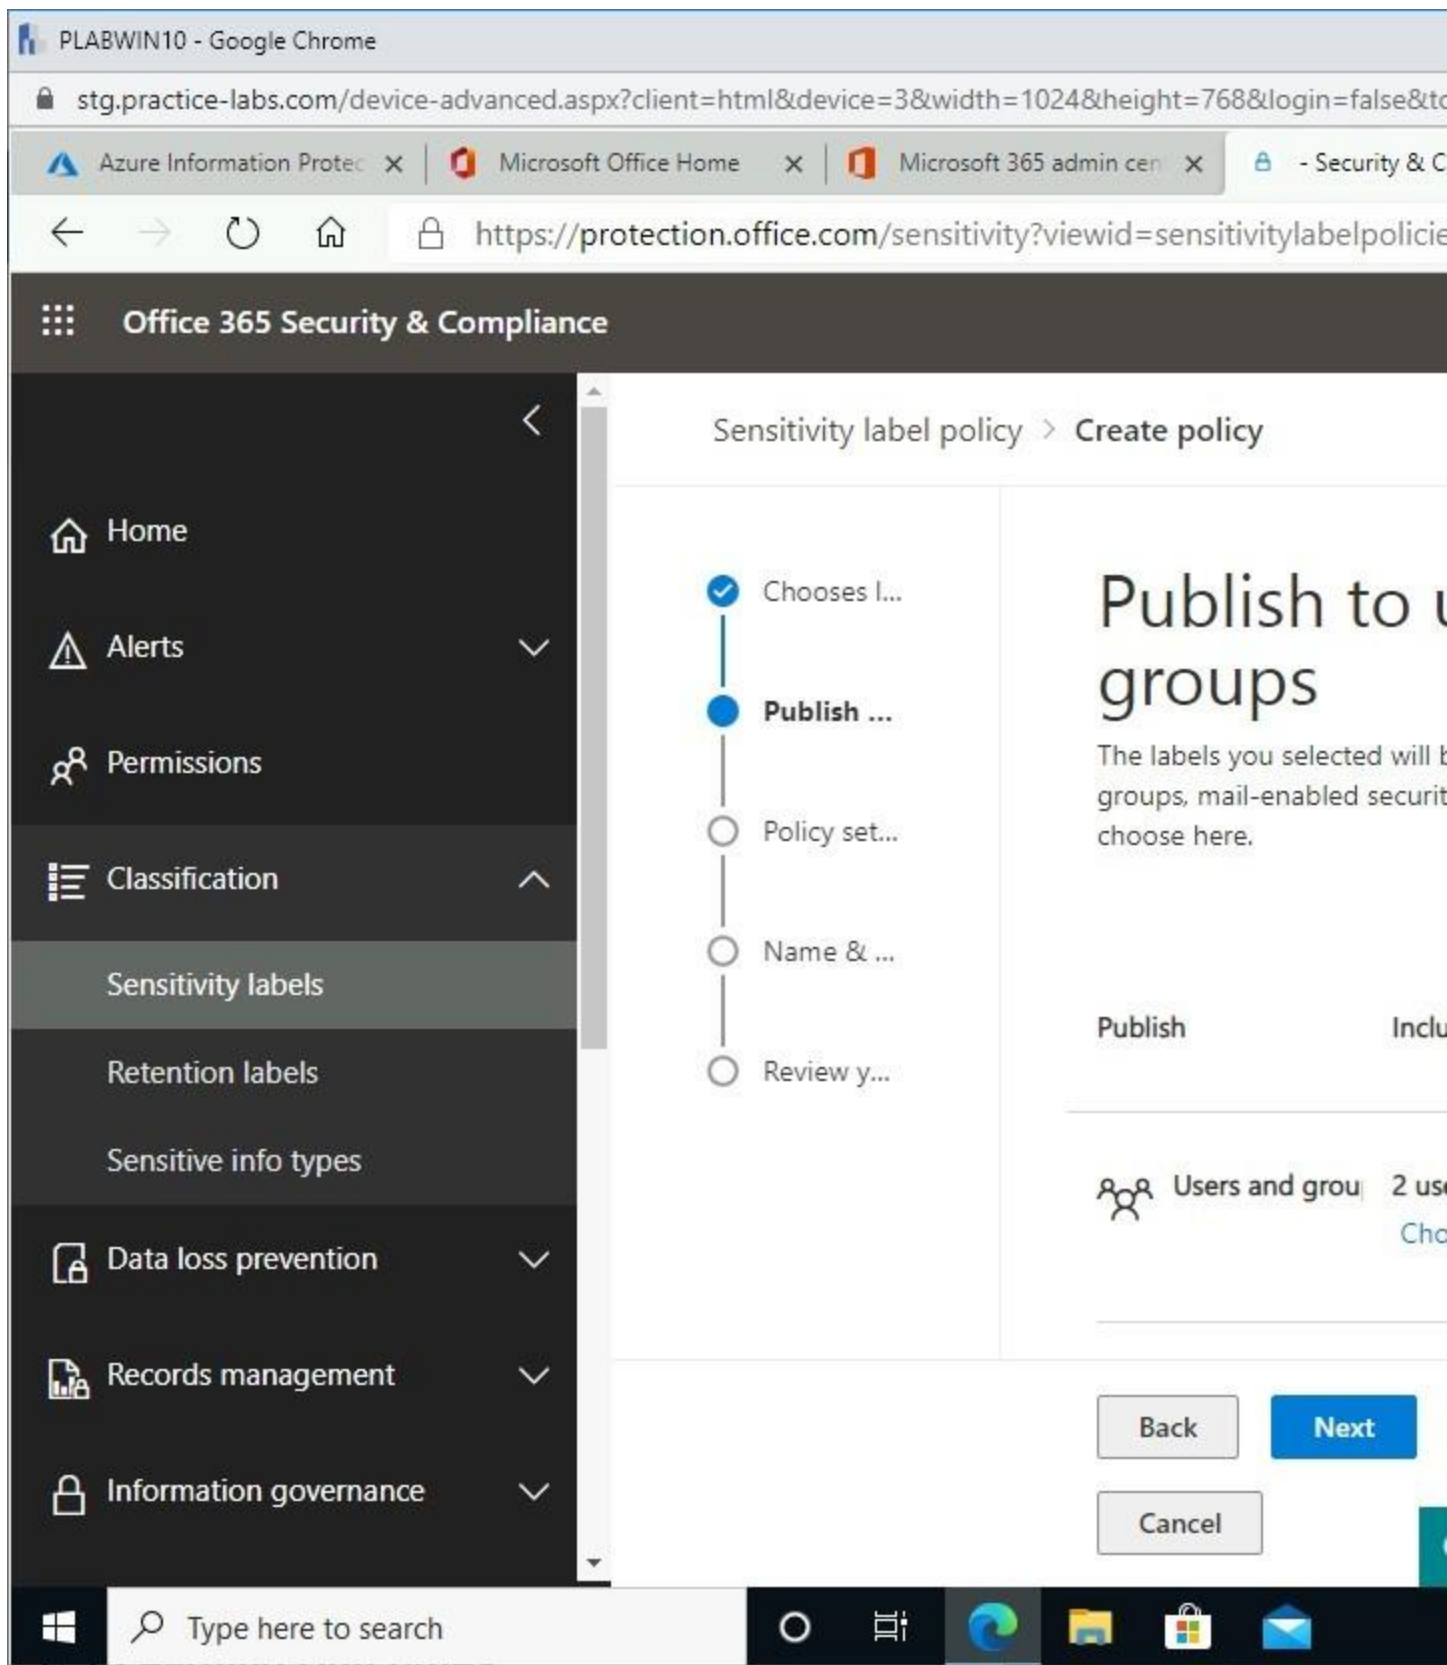 PLABWIN10 - Google Chrome
stg.practice-labs.com/device-advanced.aspx?client=html&device=3&width=1024&height=768&login=false&to
Azure Information Protec
Microsoft Office Home
Microsoft 365 admin cen
- Security & C
https://protection.office.com/sensitivity?viewid=sensitivitylabelpolicie
Office 365 Security & Compliance
Home
Alerts
Permissions
Classification
Sensitivity labels
Retention labels
Sensitive info types
Data loss prevention
Records management
Information governance
Sensitivity label policy > Create policy
Chooses l...
Publish ...
Policy set...
Name & ...
Review y...
Publish to u
groups
The labels you selected will b
groups, mail-enabled securit
choose here.
Publish Inclu
Users and grou 2 use
Cho
Back Next
Cancel
Type here to search